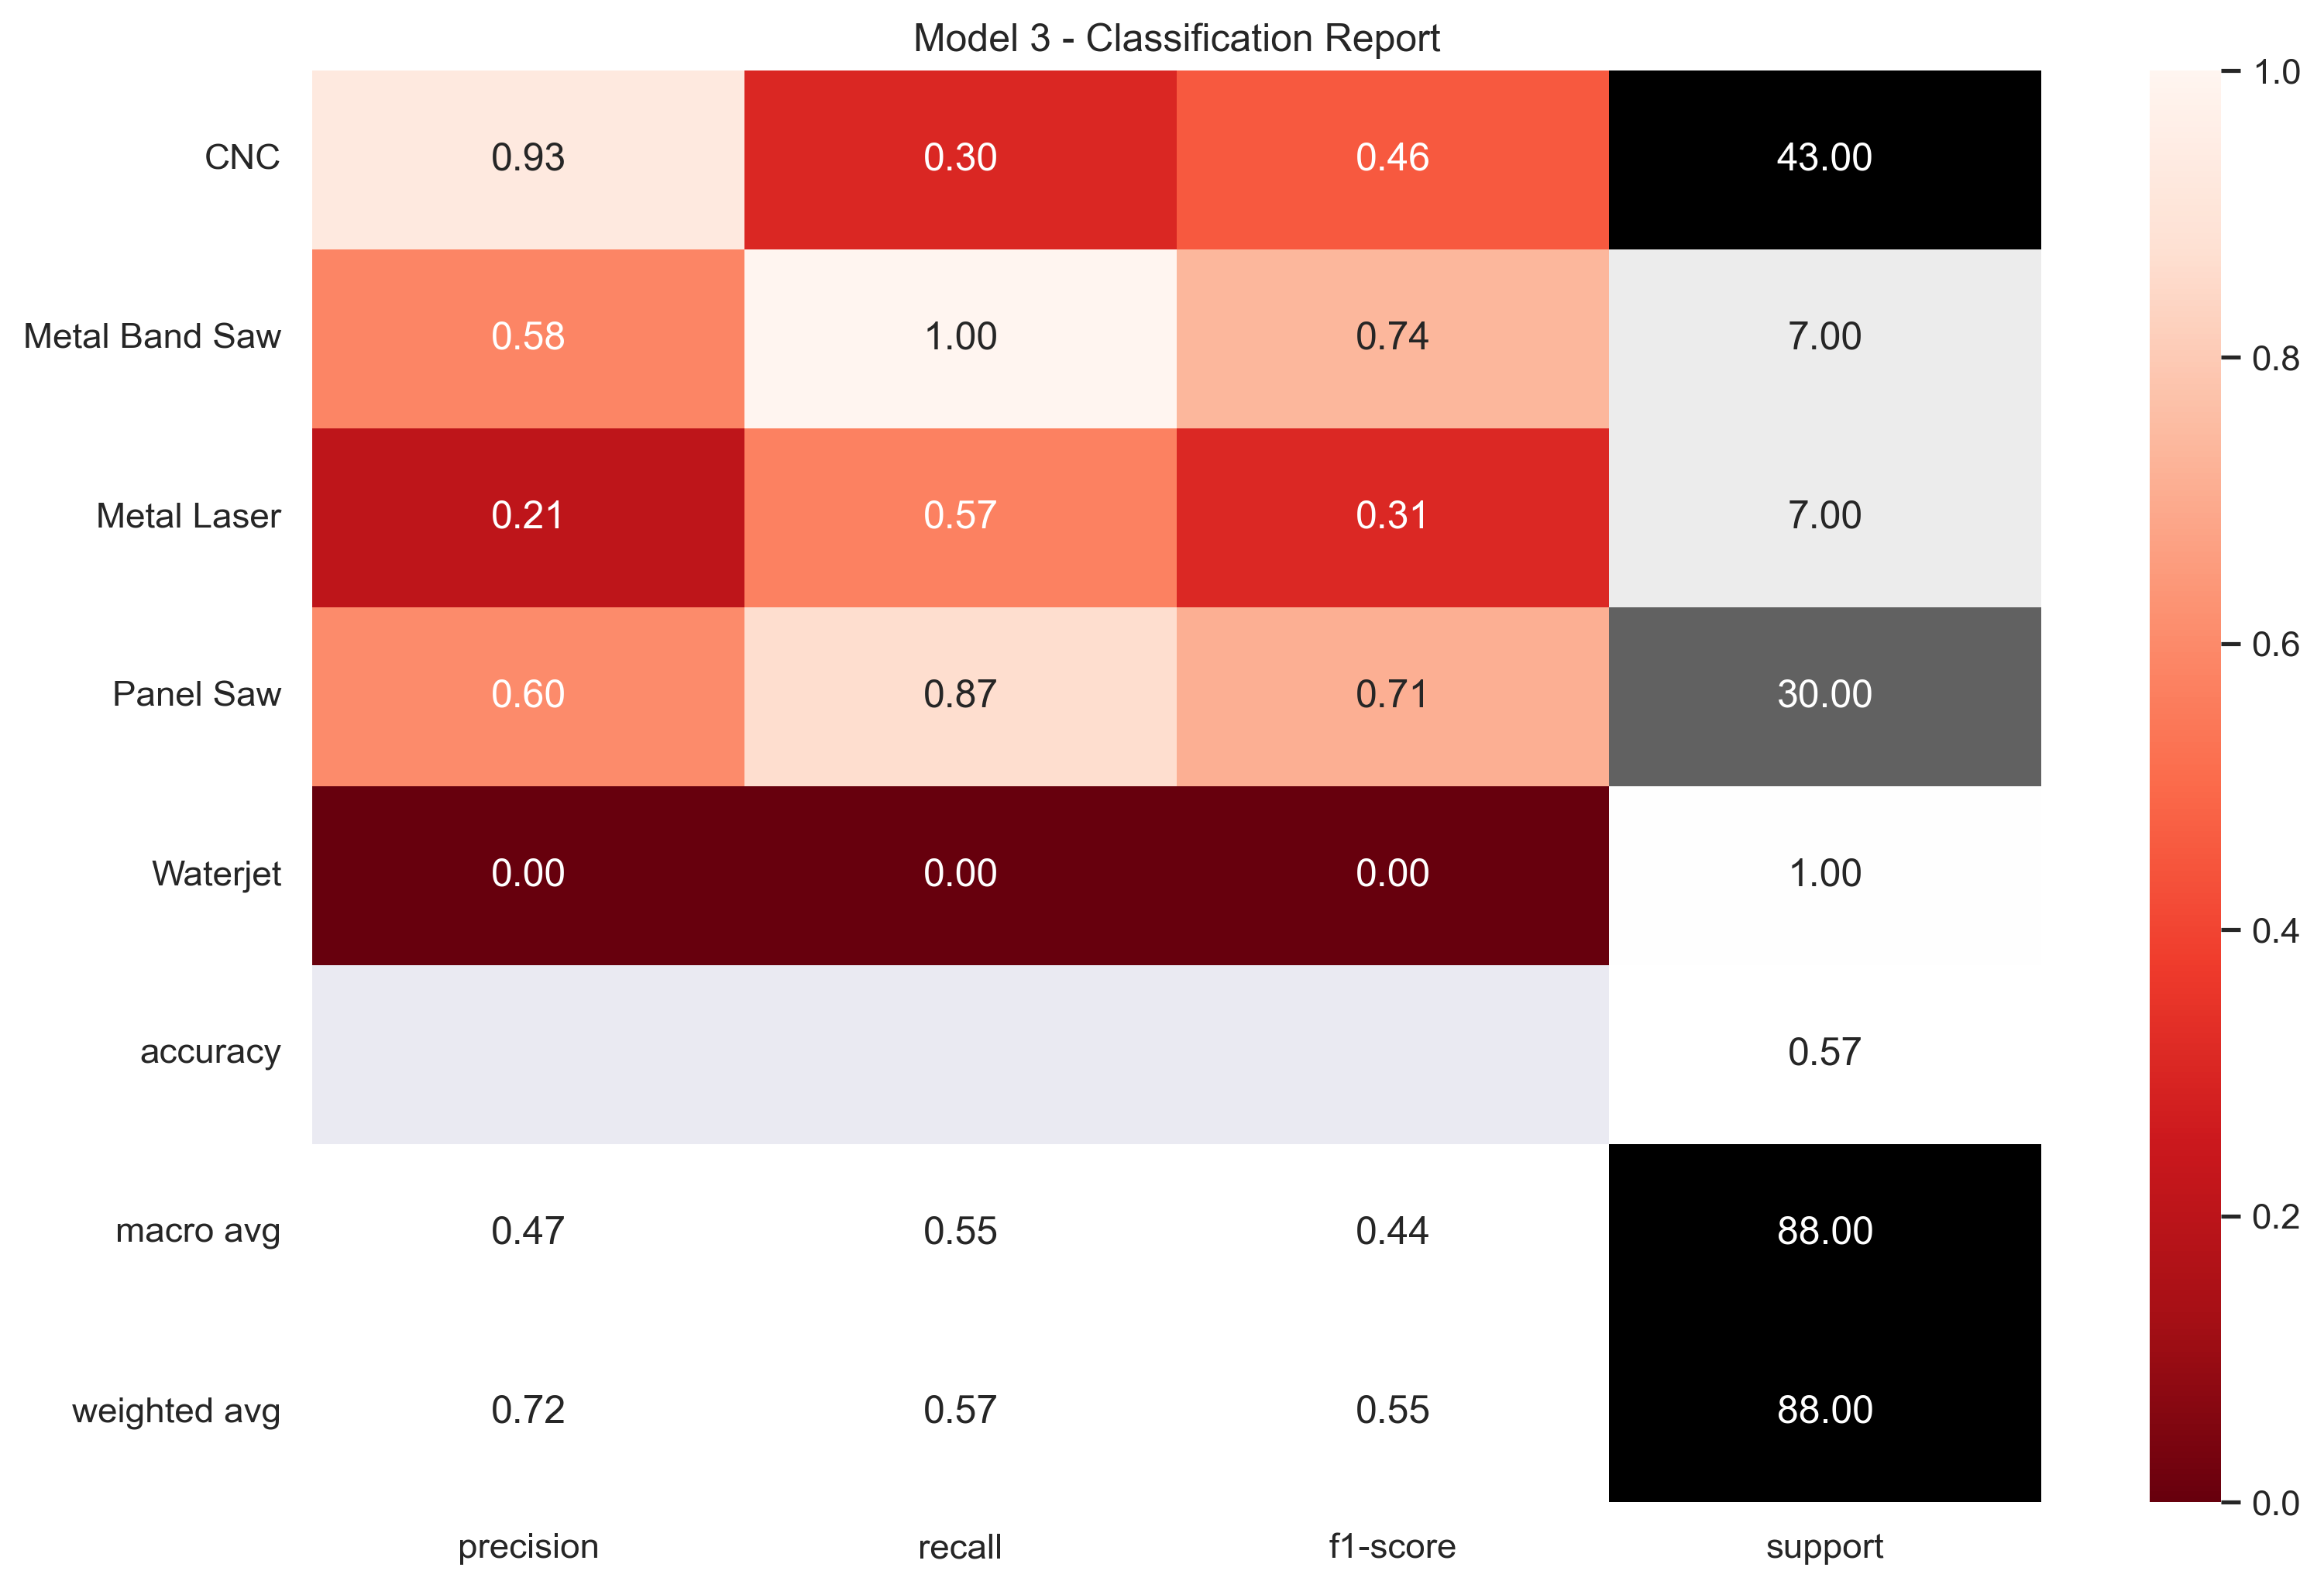 Model 3 - Classification Report
CNC 0.93 0.30 0.46 43.00
Metal Band Saw 0.58 1.00 0.74 7.00
Metal Laser 0.21 0.57 0.31 7.00
Panel Saw 0.60 0.87 0.71 30.00
Waterjet 0.00 0.00 0.00 1.00
accuracy 0.57
macro avg 0.47 0.55 0.44 88.00
weighted avg 0.72 0.57 0.55 88.00
precision recall f1-score support
1.0
0.8
0.6
0.4
0.2
0.0